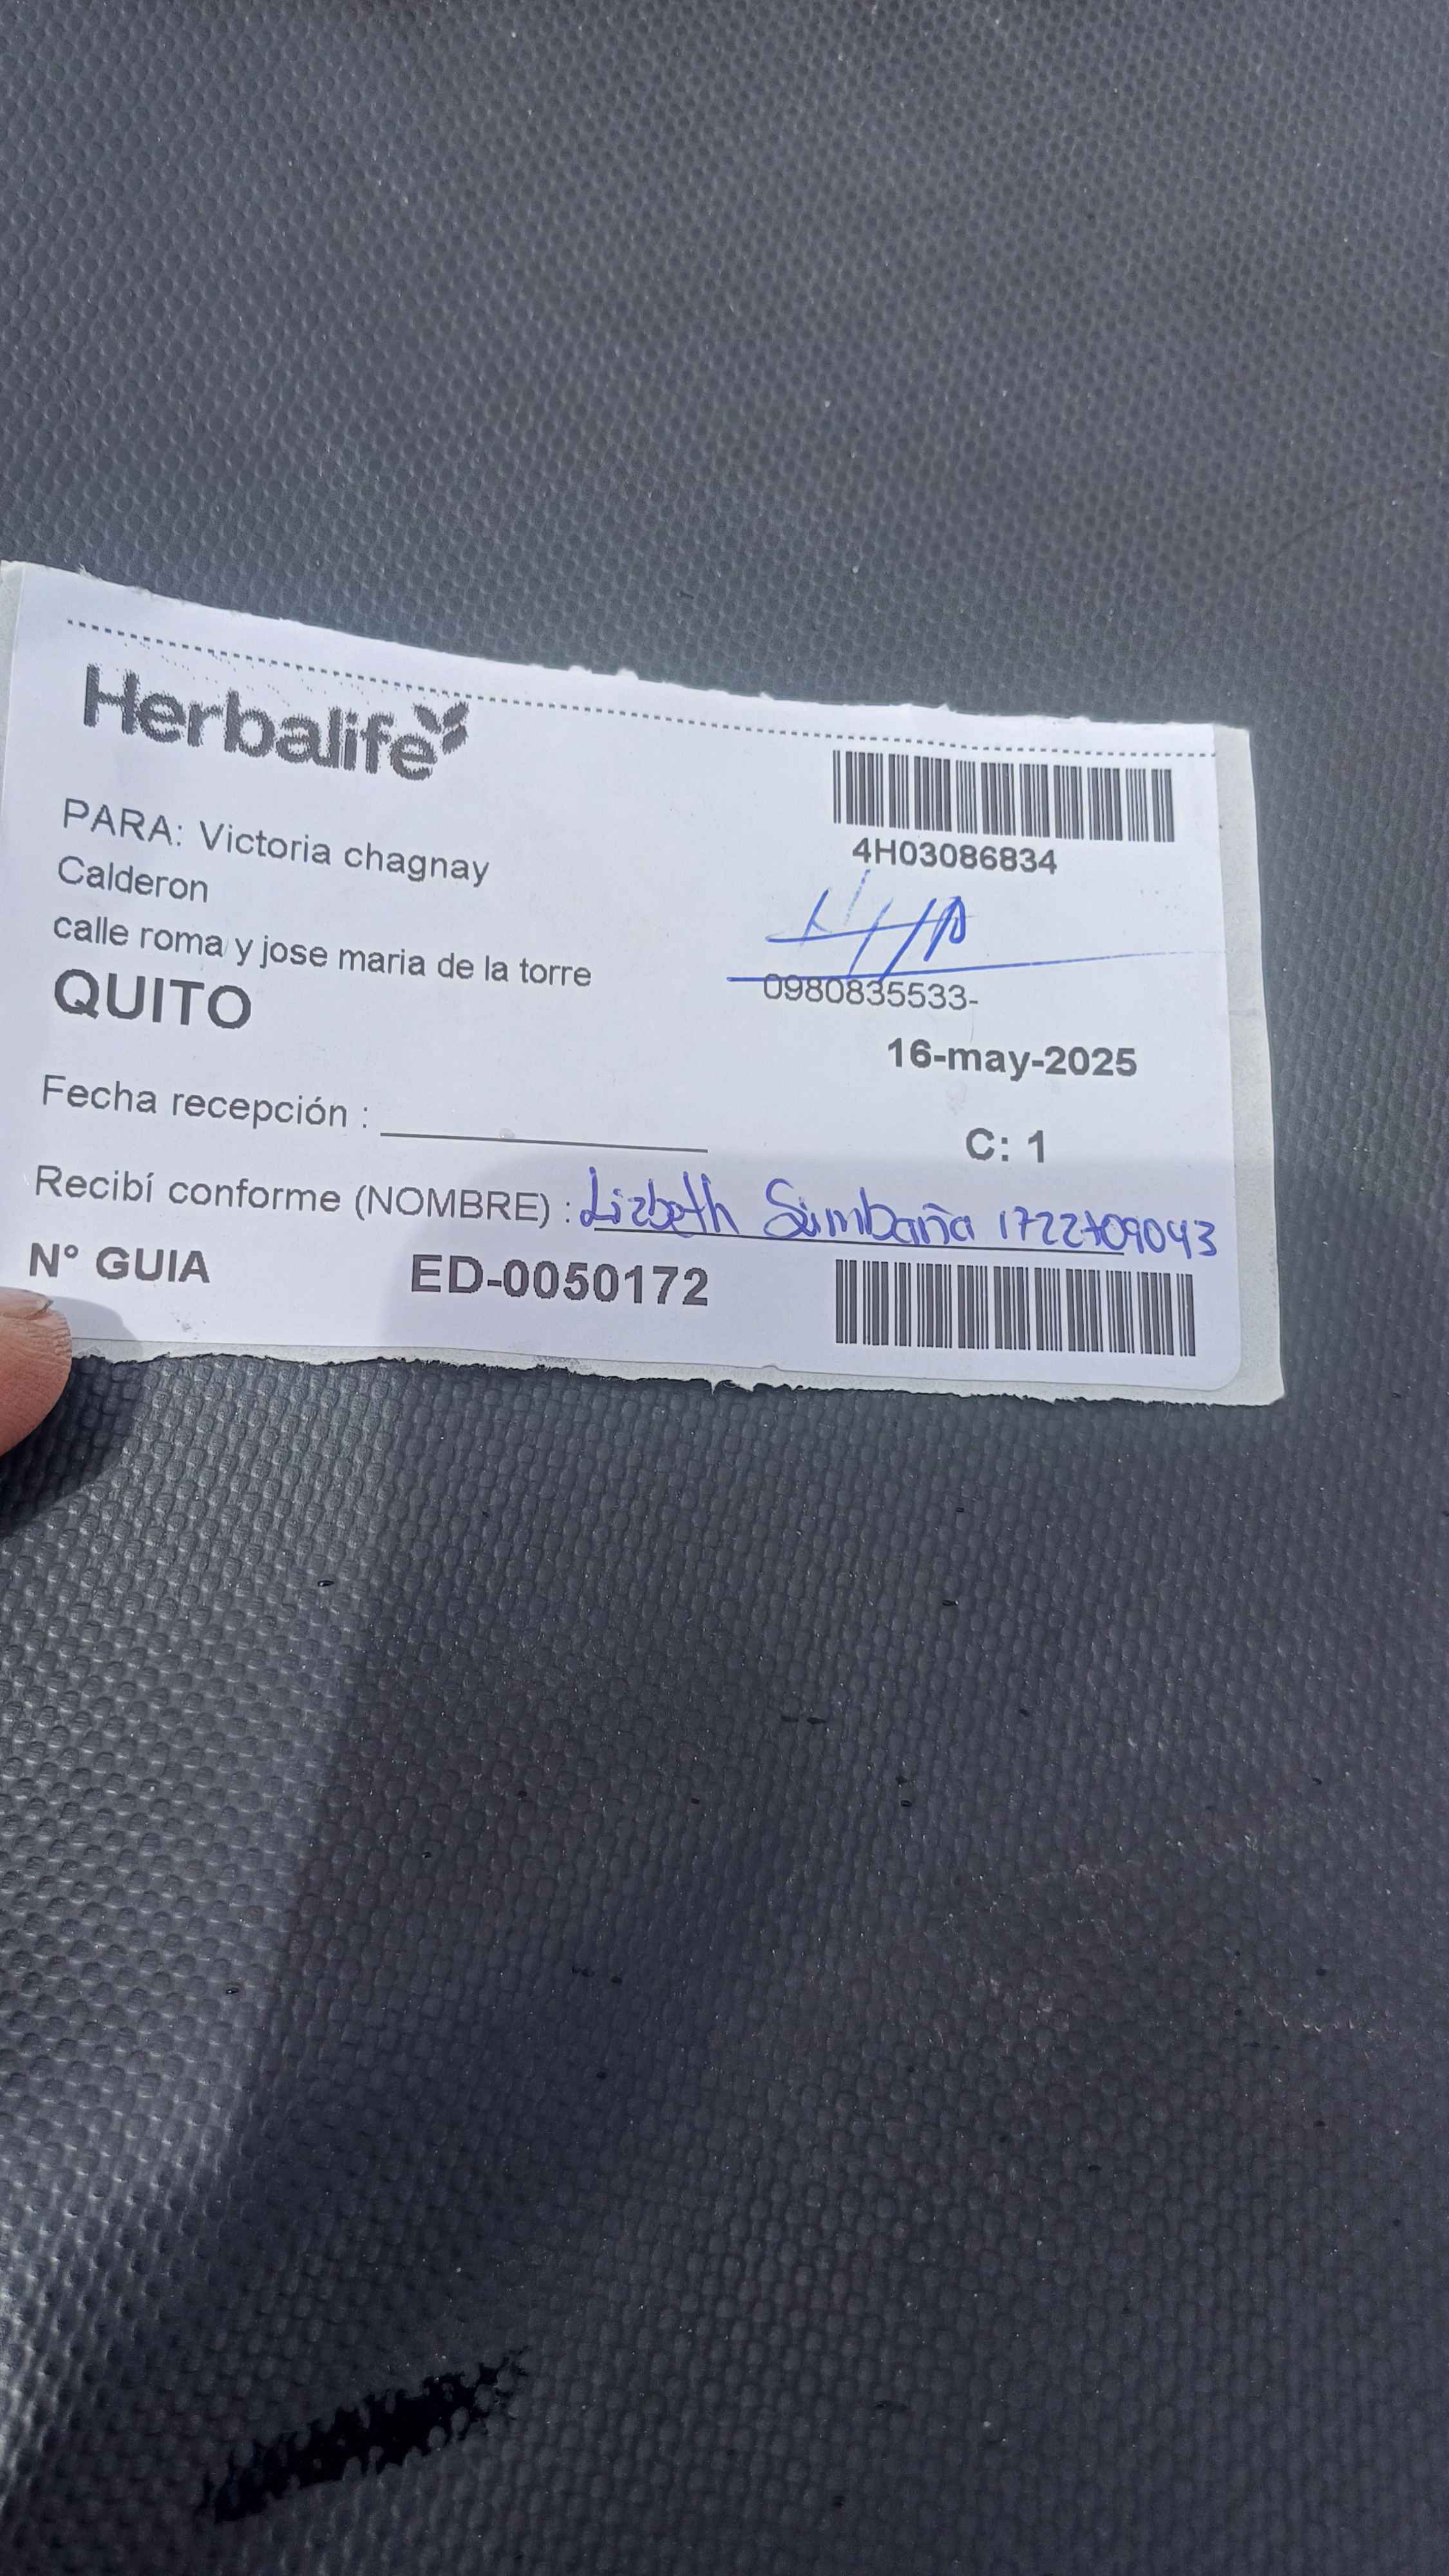 Herbalife
4H03086834
PARA: Victoria chagnay
Calderon
calle roma y jose maria de la torre
0980835533-
QUITO
16-may-2025
Fecha recepción :
C: 1
Recibí conforme (NOMBRE) : Lizbeth Simbaña 1722709043
N° GUIA ED-0050172